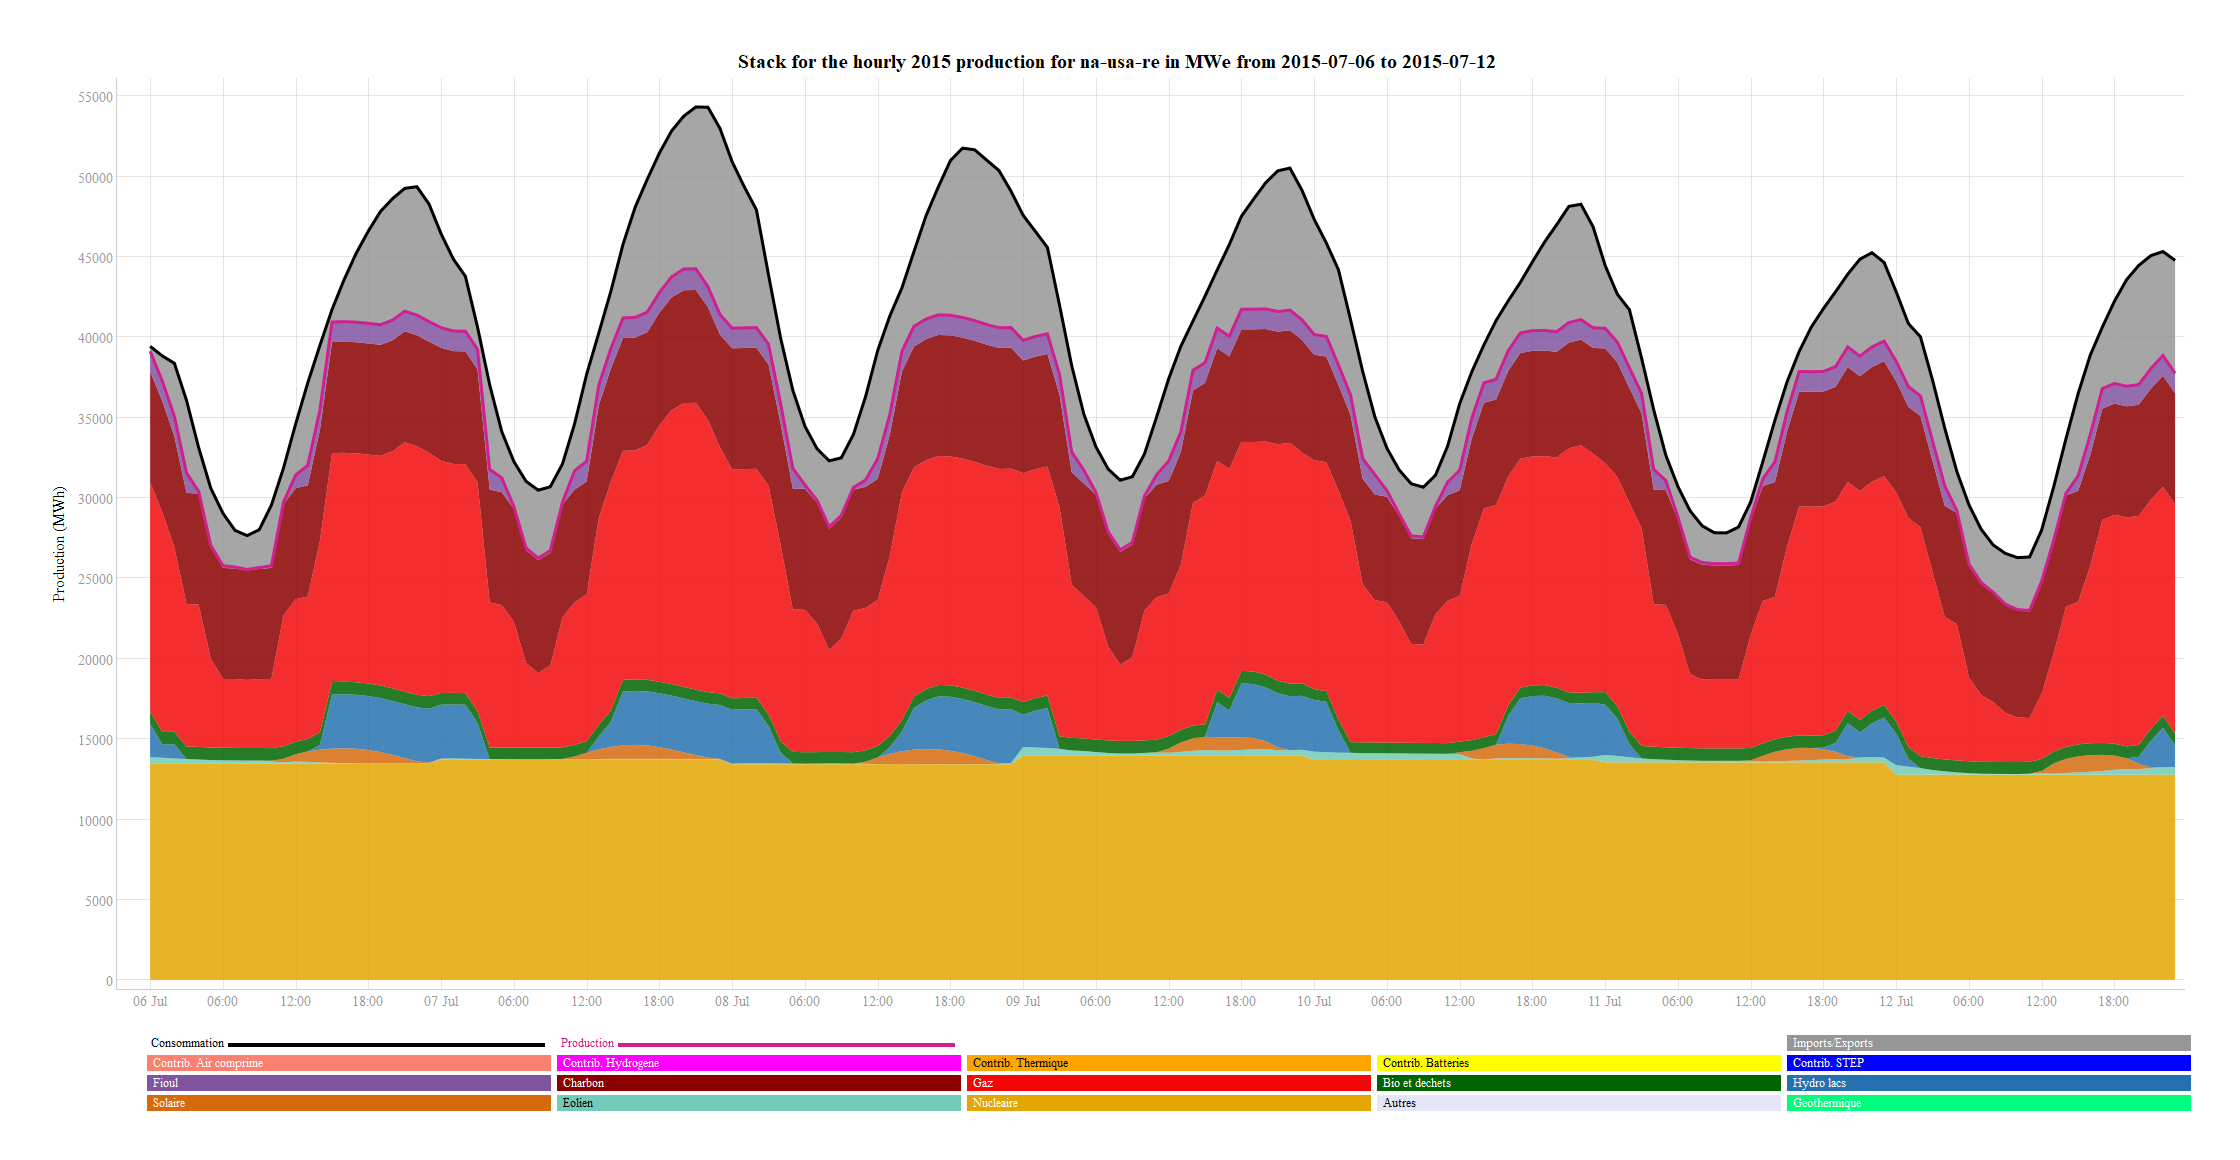 Stack for the hourly 2015 production for na-usa-re in MWe from 2015-07-06 to 2015-07-12
Production (MWh)
55000
50000
45000
40000
35000
30000
25000
20000
15000
10000
5000
0
06 Jul 06:00 12:00 18:00 07 Jul 06:00 12:00 18:00 08 Jul 06:00 12:00 18:00 09 Jul 06:00 12:00 18:00 10 Jul 06:00 12:00 18:00 11 Jul 06:00 12:00 18:00 12 Jul 06:00 12:00 18:00
Consommation Production Imports/Exports
Contrib. Air comprime Contrib. Hydrogene Contrib. Thermique Contrib. Batteries Contrib. STEP
Fioul Charbon Gaz Bio et dechets Hydro lacs
Solaire Eolien Nucleaire Autres Geothermique